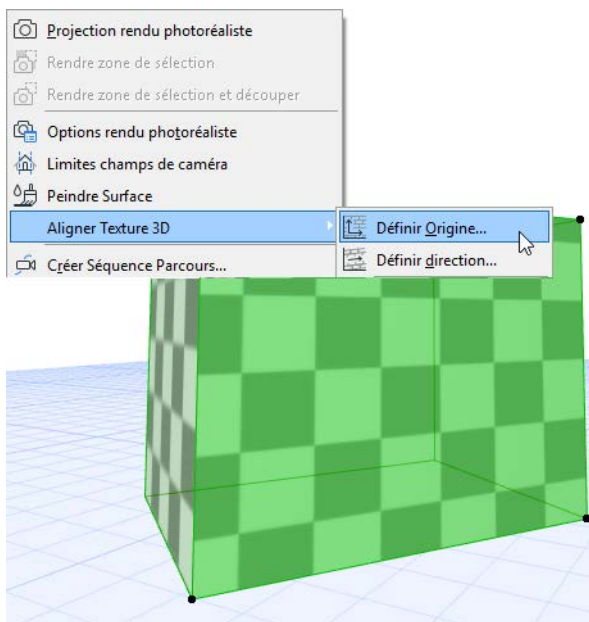 Projection rendu photoréaliste
Rendre zone de sélection
Rendre zone de sélection et découper
Options rendu photoréaliste
Limites champs de caméra
Peindre Surface
Aligner Texture 3D
Définir Origine...
Définir direction...
Créer Séquence Parcours...